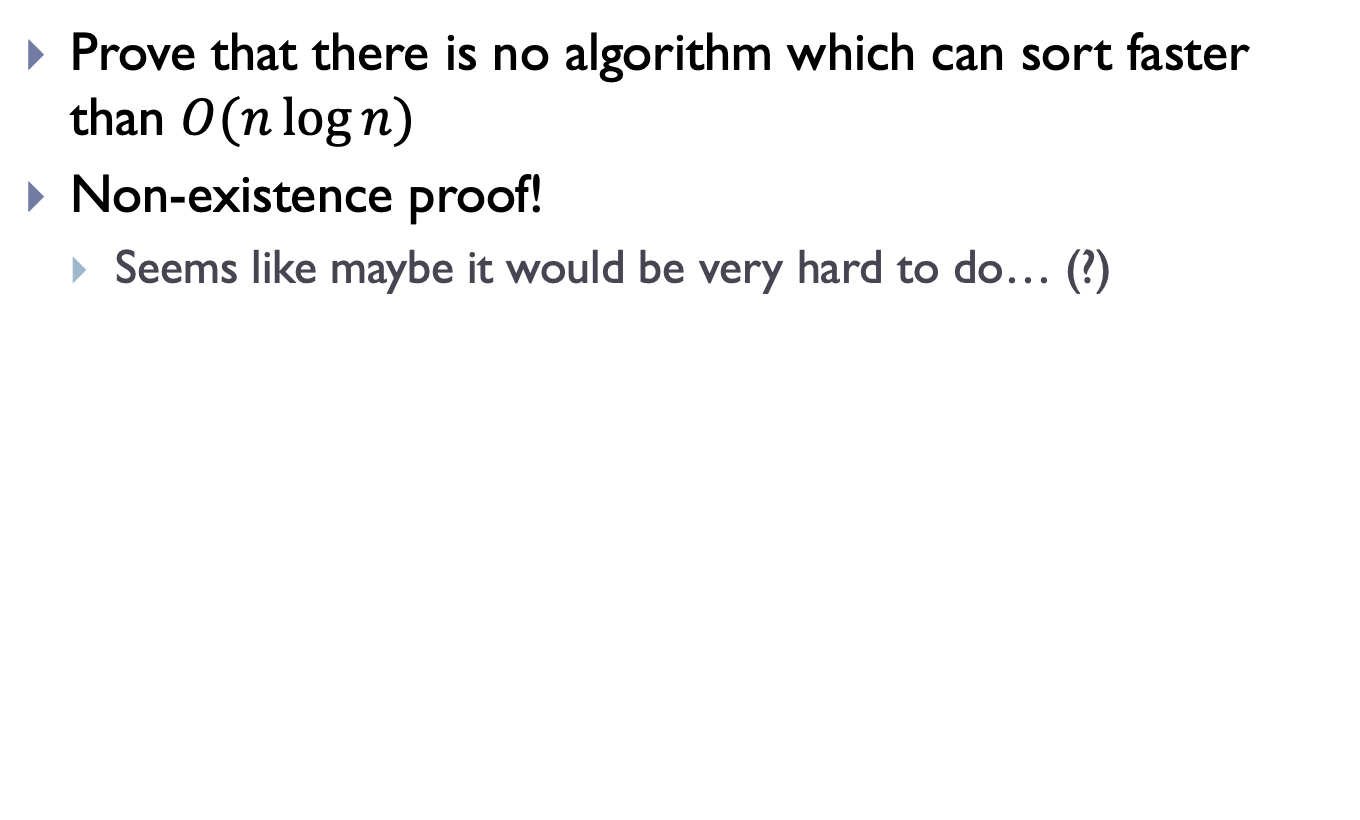 Prove that there is no algorithm which can sort faster
than O(n log n)
Non-existence proof!
Seems like maybe it would be very hard to do… (?)